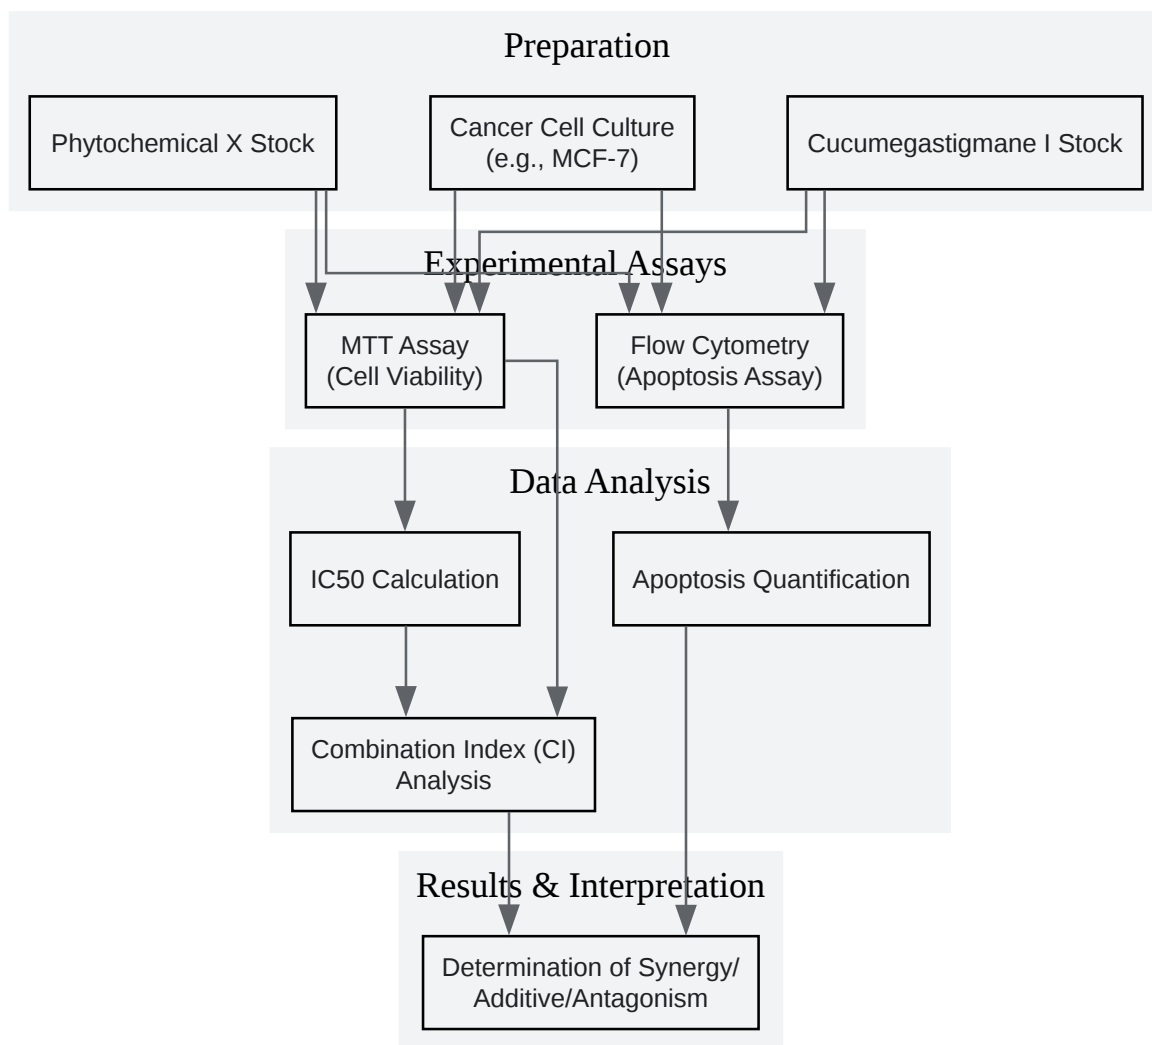 Preparation
Phytochemical X Stock
Cancer Cell Culture
(e.g., MCF-7)
Cucumegastigmane I Stock
Experimental Assays
MTT Assay
(Cell Viability)
Flow Cytometry
(Apoptosis Assay)
Data Analysis
IC50 Calculation
Apoptosis Quantification
Combination Index (CI)
Analysis
Results & Interpretation
Determination of Synergy/
Additive/Antagonism